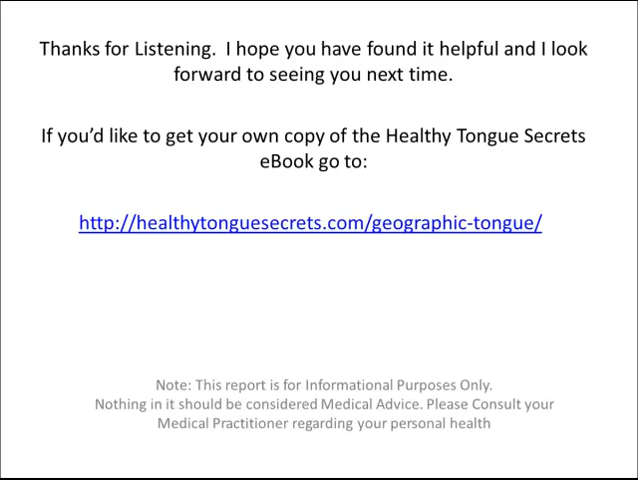 Thanks for Listening.  I hope you have found it helpful and I look
forward to seeing you next time.
If you’d like to get your own copy of the Healthy Tongue Secrets
eBook go to:
http://healthytonguesecrets.com/geographic-tongue/
Note: This report is for Informational Purposes Only.
Nothing in it should be considered Medical Advice. Please Consult your
Medical Practitioner regarding your personal health